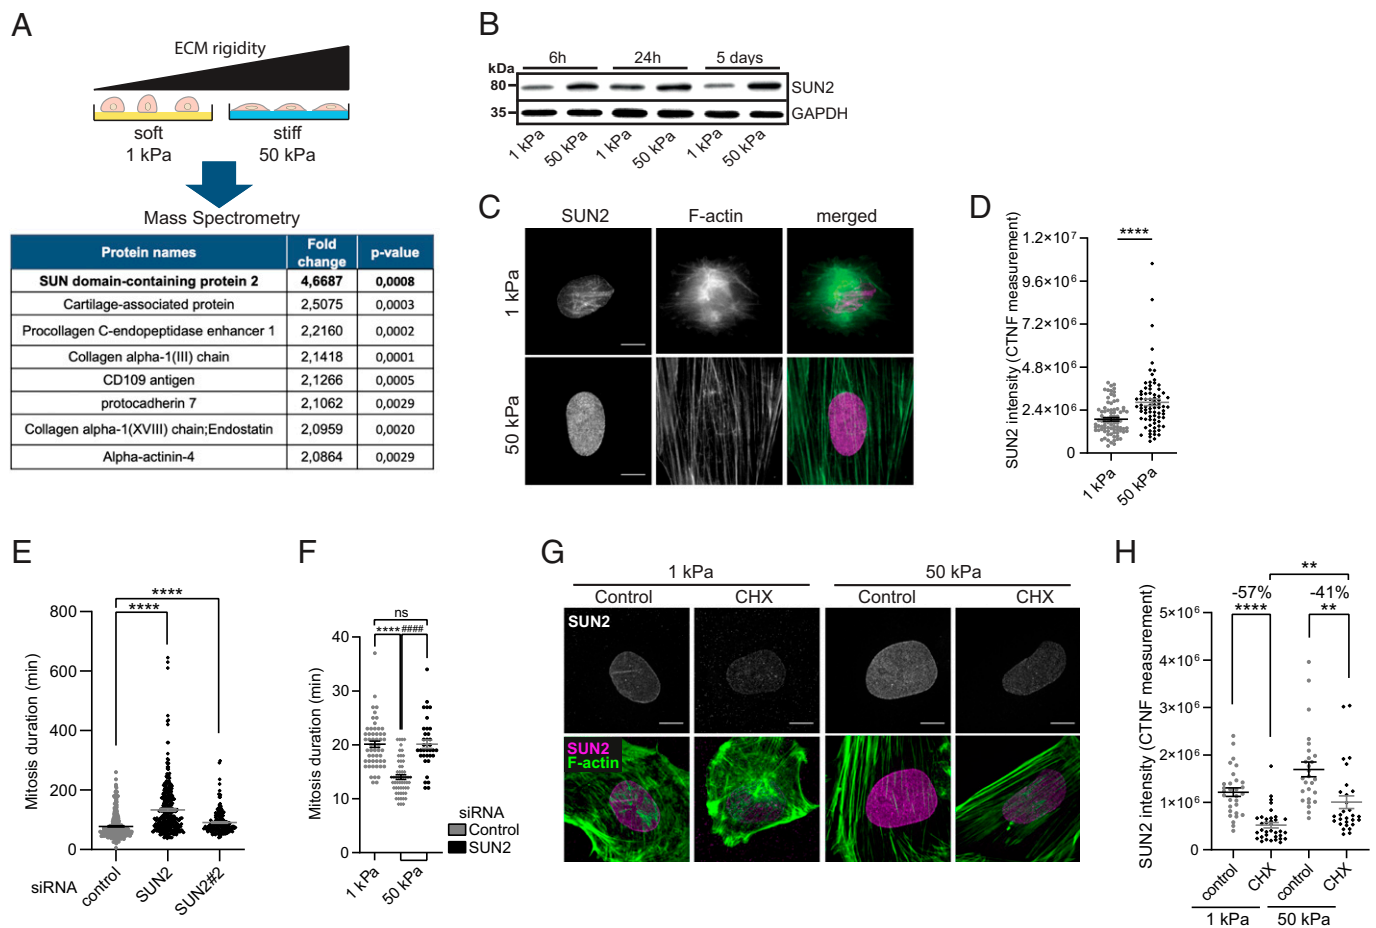 A
ECM rigidity
soft
1 kPa
stiff
50 kPa
Mass Spectrometry
Protein names Fold change p-value
SUN domain-containing protein 2 4,6687 0,0008
Cartilage-associated protein 2,5075 0,0003
Procollagen C-endopeptidase enhancer 1 2,2160 0,0002
Collagen alpha-1(III) chain 2,1418 0,0001
CD109 antigen 2,1266 0,0005
protocadherin 7 2,1062 0,0029
Collagen alpha-1(XVIII) chain;Endostatin 2,0959 0,0020
Alpha-actinin-4 2,0864 0,0029
B
6h 24h 5 days
kDa
80 SUN2
35 GAPDH
1 kPa 50 kPa 1 kPa 50 kPa 1 kPa 50 kPa
C
SUN2 F-actin merged
1 kPa
50 kPa
D
SUN2 intensity (CTNF measurement)
****
1.2×10⁷
9.6×10⁶
7.2×10⁶
4.8×10⁶
2.4×10⁶
0
1 kPa 50 kPa
E
Mitosis duration (min)
****
****
800
600
400
200
0
siRNA control SUN2 SUN2#2
F
Mitosis duration (min)
ns
**** ####
40
30
20
10
0
1 kPa 50 kPa
siRNA
Control
SUN2
G
1 kPa 50 kPa
Control CHX Control CHX
SUN2
SUN2
F-actin
H
SUN2 intensity (CTNF measurement)
**
-57% -41%
**** **
5×10⁶
4×10⁶
3×10⁶
2×10⁶
1×10⁶
0
control CHX control CHX
1 kPa 50 kPa